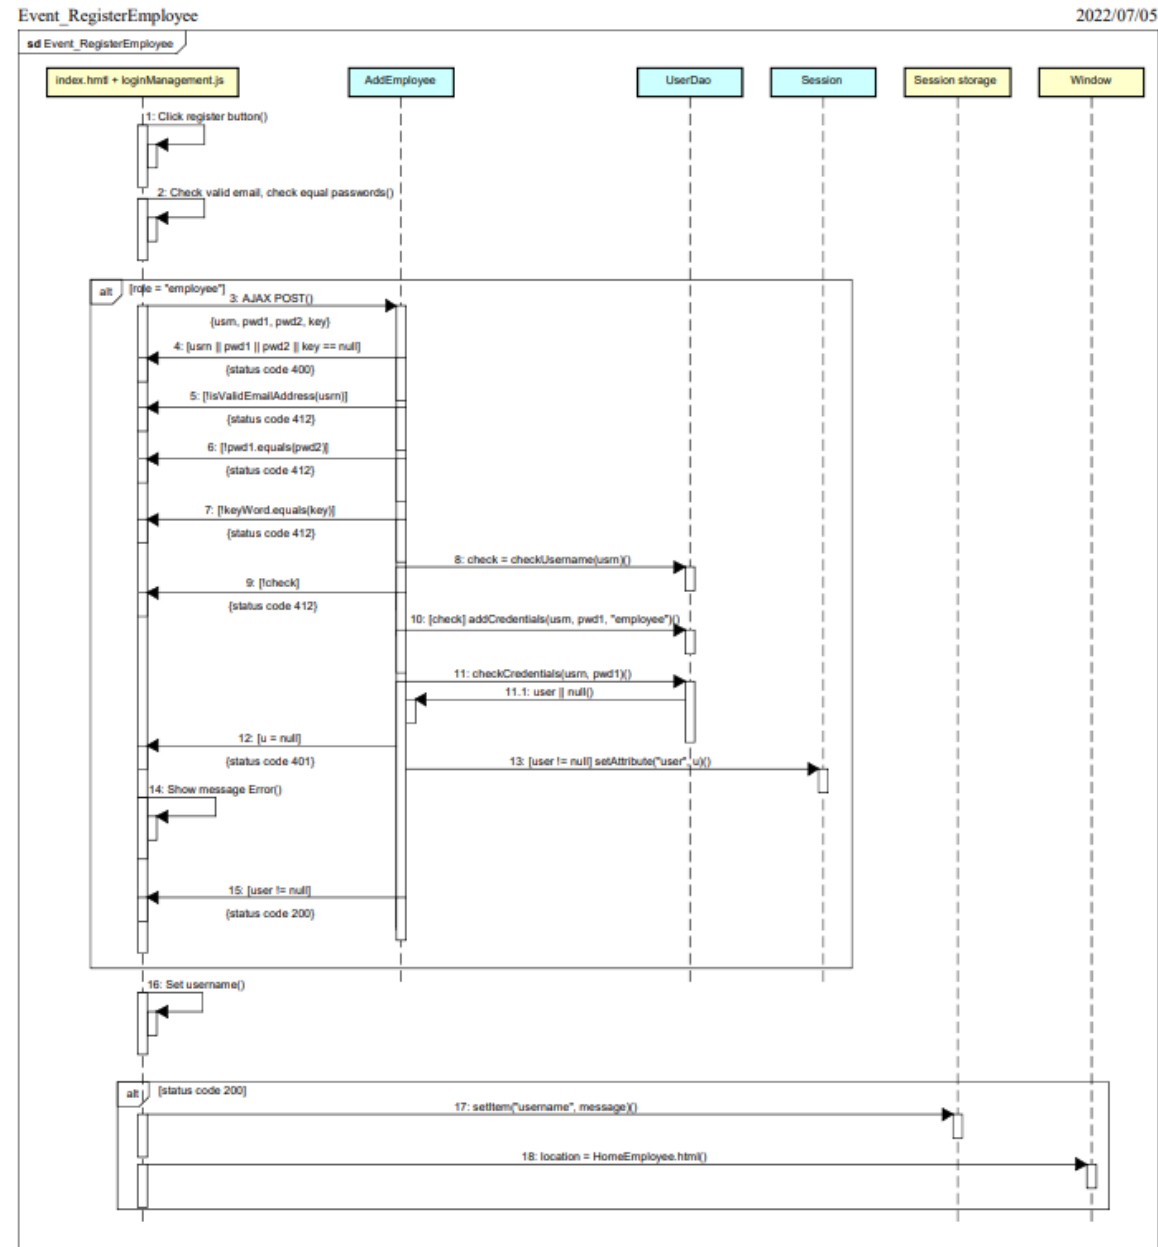 Event_RegisterEmployee
2022/07/05
sd Event_RegisterEmployee
index.hmtl + loginManagement.js
AddEmployee
UserDao
Session
Session storage
Window
1: Click register button()
2: Check valid email, check equal passwords()
alt
[role = "employee"]
3: AJAX POST()
{usrn, pwd1, pwd2, key}
4: [usrn || pwd1 || pwd2 || key == null]
{status code 400}
5: [!isValidEmailAddress(usrn)]
{status code 412}
6: [!pwd1.equals(pwd2)]
{status code 412}
7: [!keyWord.equals(key)]
{status code 412}
8: check = checkUsername(usrn)()
9: [!check]
{status code 412}
10: [check] addCredentials(usrn, pwd1, "employee")()
11: checkCredentials(usrn, pwd1)()
11.1: user || null()
12: [u = null]
{status code 401}
13: [user != null] setAttribute("user", u)()
14: Show message Error()
15: [user != null]
{status code 200}
16: Set username()
alt
[status code 200]
17: setItem("username", message)()
18: location = HomeEmployee.html()